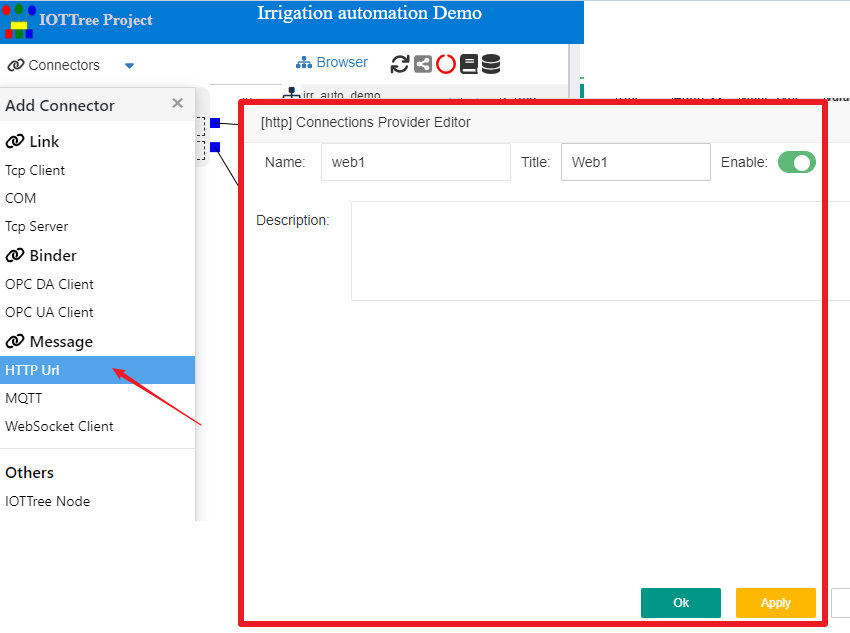 IOTTree Project
Irrigation automation Demo
Connectors
Browser
irr_auto_demo
Add Connector
×
Link
Tcp Client
COM
Tcp Server
Binder
OPC DA Client
OPC UA Client
Message
HTTP Url
MQTT
WebSocket Client
Others
IOTTree Node
[http] Connections Provider Editor
Name: web1 Title: Web1 Enable:
Description:
Ok Apply